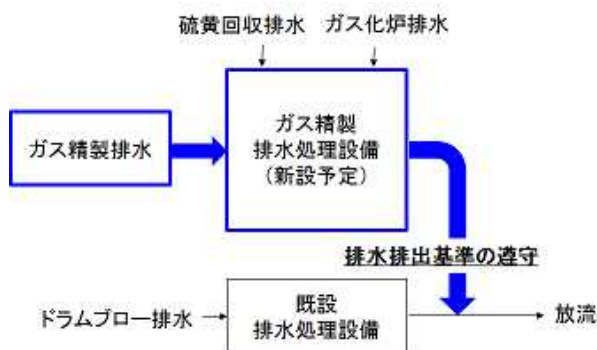 硫黄回収排水
ガス化炉排水
ガス精製排水
ガス精製
排水処理設備
(新設予定)
排水排出基準の遵守
ドラムブロー排水
既設
排水処理設備
放流